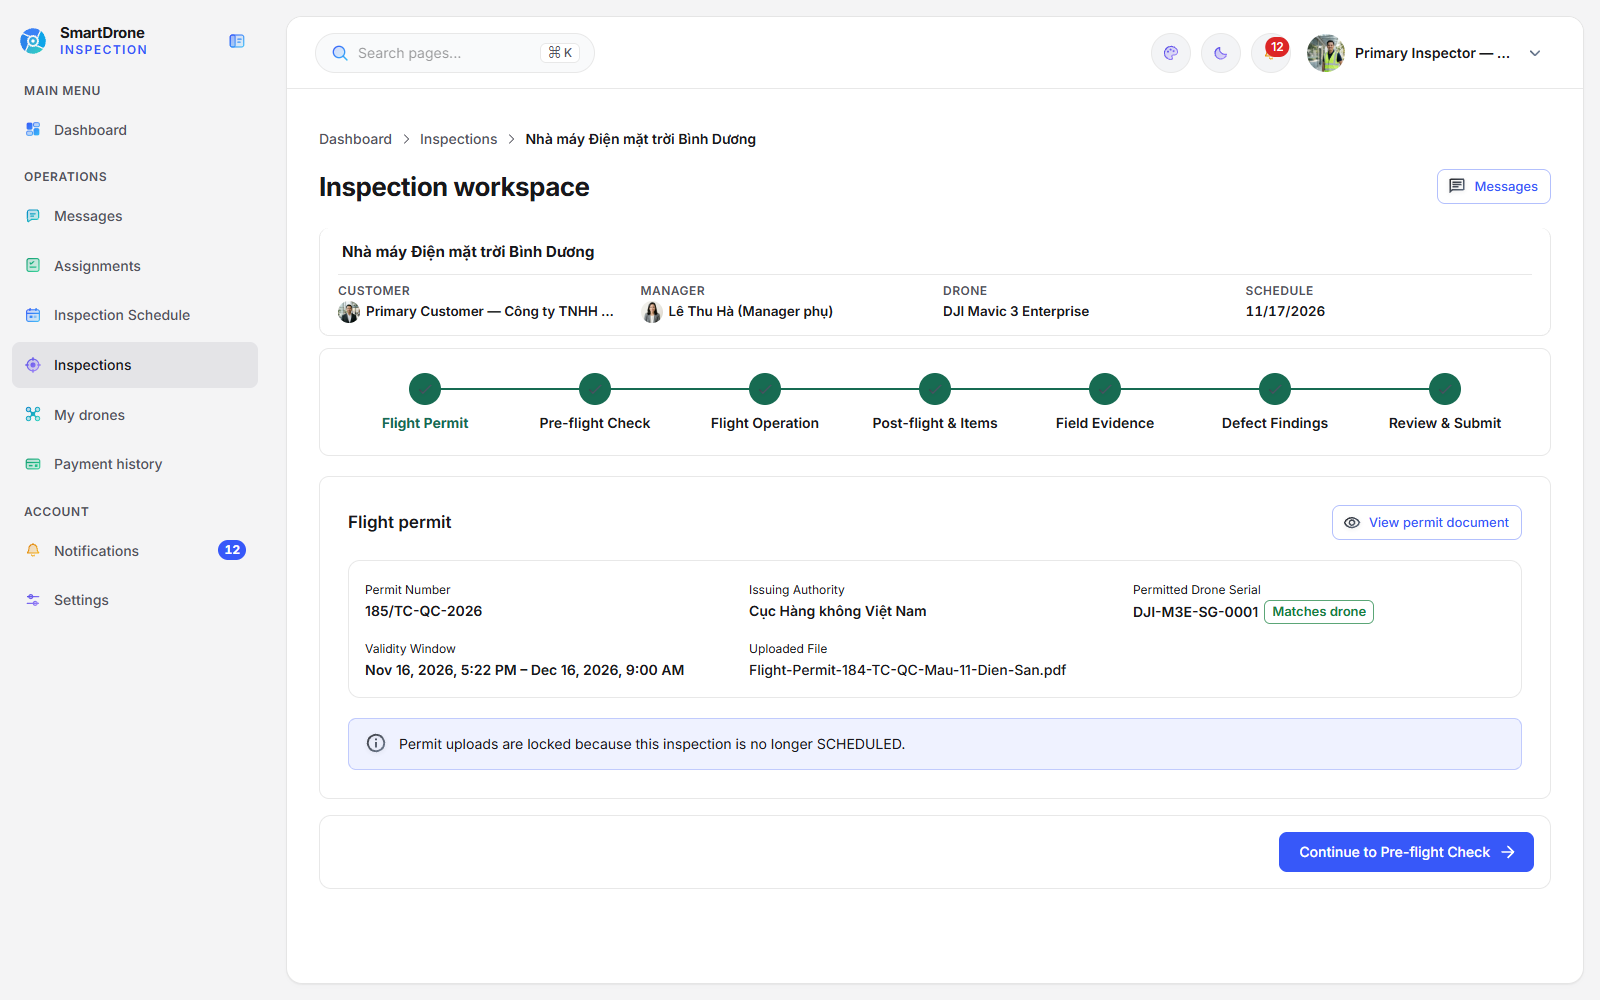 SmartDrone
INSPECTION
MAIN MENU
Dashboard
OPERATIONS
Messages
Assignments
Inspection Schedule
Inspections
My drones
Payment history
ACCOUNT
Notifications 12
Settings
Search pages... ⌘ K
12
Primary Inspector — ...
Dashboard > Inspections > Nhà máy Điện mặt trời Bình Dương
Inspection workspace
Messages
Nhà máy Điện mặt trời Bình Dương
CUSTOMER
Primary Customer — Công ty TNHH ...
MANAGER
Lê Thu Hà (Manager phụ)
DRONE
DJI Mavic 3 Enterprise
SCHEDULE
11/17/2026
Flight Permit
Pre-flight Check
Flight Operation
Post-flight & Items
Field Evidence
Defect Findings
Review & Submit
Flight permit
View permit document
Permit Number
185/TC-QC-2026
Issuing Authority
Cục Hàng không Việt Nam
Permitted Drone Serial
DJI-M3E-SG-0001 Matches drone
Validity Window
Nov 16, 2026, 5:22 PM – Dec 16, 2026, 9:00 AM
Uploaded File
Flight-Permit-184-TC-QC-Mau-11-Dien-San.pdf
Permit uploads are locked because this inspection is no longer SCHEDULED.
Continue to Pre-flight Check →